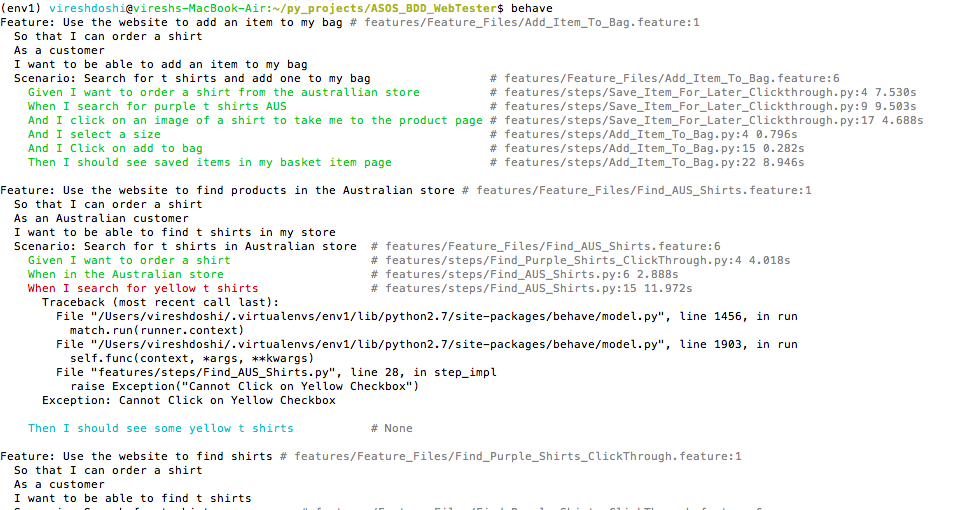 (env1) vireshdoshi@vireshs-MacBook-Air:~/py_projects/ASOS_BDD_WebTester$ behave
Feature: Use the website to add an item to my bag # features/Feature_Files/Add_Item_To_Bag.feature:1
So that I can order a shirt
As a customer
I want to be able to add an item to my bag
Scenario: Search for t shirts and add one to my bag # features/Feature_Files/Add_Item_To_Bag.feature:6
Given I want to order a shirt from the australlian store # features/steps/Save_Item_For_Later_Clickthrough.py:4 7.530s
When I search for purple t shirts AUS # features/steps/Save_Item_For_Later_Clickthrough.py:9 9.503s
And I click on an image of a shirt to take me to the product page # features/steps/Save_Item_For_Later_Clickthrough.py:17 4.688s
And I select a size # features/steps/Add_Item_To_Bag.py:4 0.796s
And I Click on add to bag # features/steps/Add_Item_To_Bag.py:15 0.282s
Then I should see saved items in my basket item page # features/steps/Add_Item_To_Bag.py:22 8.946s
Feature: Use the website to find products in the Australian store # features/Feature_Files/Find_AUS_Shirts.feature:1
So that I can order a shirt
As an Australian customer
I want to be able to find t shirts in my store
Scenario: Search for t shirts in Australian store # features/Feature_Files/Find_AUS_Shirts.feature:6
Given I want to order a shirt # features/steps/Find_Purple_Shirts_ClickThrough.py:4 4.018s
When in the Australian store # features/steps/Find_AUS_Shirts.py:6 2.888s
When I search for yellow t shirts # features/steps/Find_AUS_Shirts.py:15 11.972s
Traceback (most recent call last):
File "/Users/vireshdoshi/.virtualenvs/env1/lib/python2.7/site-packages/behave/model.py", line 1456, in run
match.run(runner.context)
File "/Users/vireshdoshi/.virtualenvs/env1/lib/python2.7/site-packages/behave/model.py", line 1903, in run
self.func(context, *args, **kwargs)
File "features/steps/Find_AUS_Shirts.py", line 28, in step_impl
raise Exception("Cannot Click on Yellow Checkbox")
Exception: Cannot Click on Yellow Checkbox
Then I should see some yellow t shirts # None
Feature: Use the website to find shirts # features/Feature_Files/Find_Purple_Shirts_ClickThrough.feature:1
So that I can order a shirt
As a customer
I want to be able to find t shirts